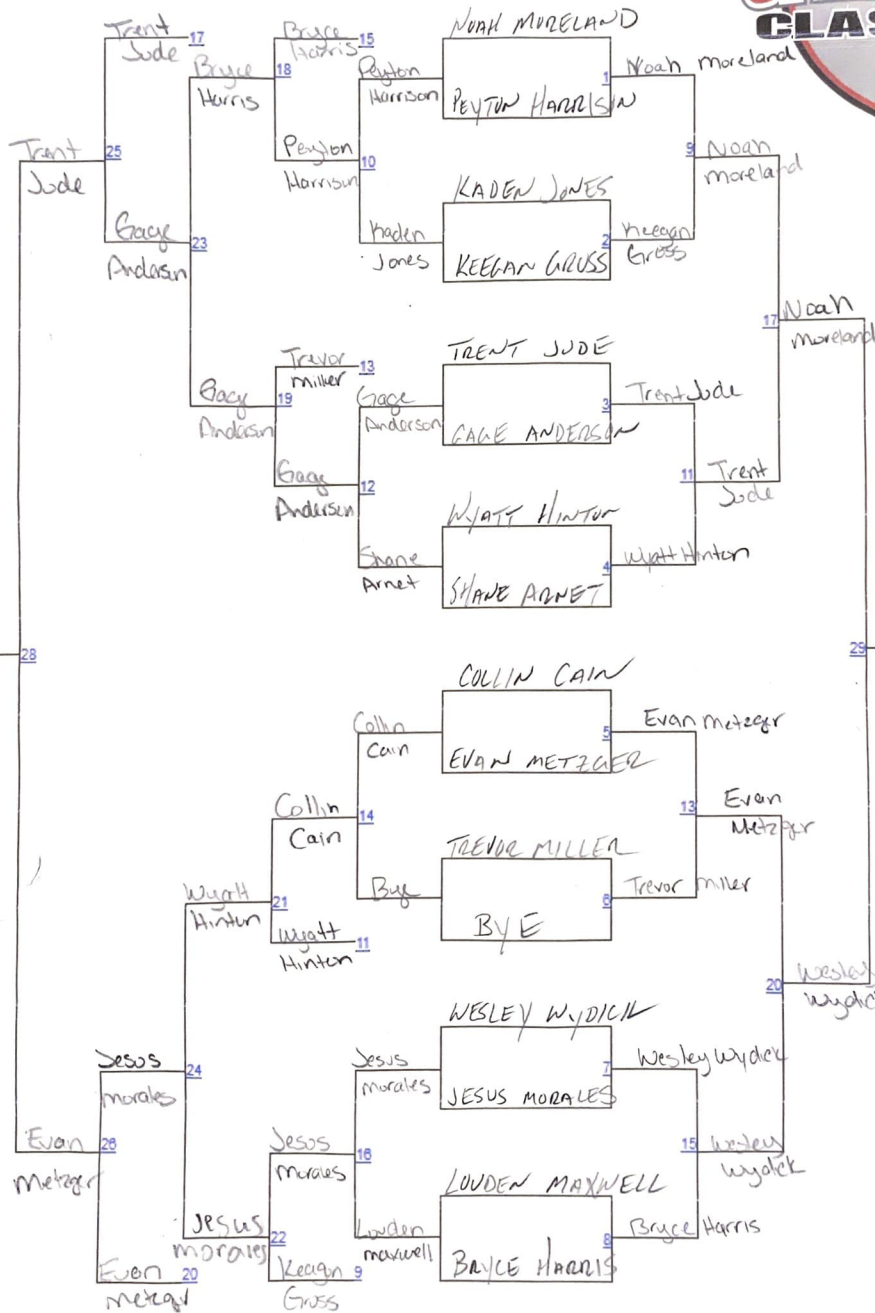 CLAS
Trent
Jude
17
Bryce
Harris
15
NOAH MORELAND
Bryce
Harris
18
Peyton
Harrison
1
Noah Moreland
PEYTON HARRISON
Trent
Jude
25
Peyton
Harrison
10
9
Noah
Moreland
KADEN JONES
Gage
Anderson
23
Kaden
Jones
2
Keegan
Gross
KEEGAN GRUSS
17
Noah
Moreland
TRENT JUDE
Trevor
Miller
13
Gage
Anderson
19
Gage
Anderson
3
Trent Jude
GAGE ANDERSON
Gage
Anderson
12
11
Trent
Jude
WYATT HINTON
Shane
Arnet
4
Wyatt Hinton
SHANE ARNET
28
29
COLLIN CAIN
Collin
Cain
5
Evan Metzger
EVAN METZGER
Collin
Cain
14
13
Evan
Metzger
TREVOR MILLER
Wyatt
Hinton
21
Bye
6
Trevor Miller
BYE
Wyatt
Hinton
11
20
Wesley
WESLEY WYDICK
Jesus
Morales
24
Jesus
Morales
7
Wesley Wydick
JESUS MORALES
Evan
Metzger
26
Jesus
Morales
16
15
Wesley
Wydick
LOUDEN MAXWELL
Jesus
Morales
22
Louden
Maxwell
8
Bryce Harris
BRYCE HARRIS
Evan
Metzgr
20
Keagn
Gross
9